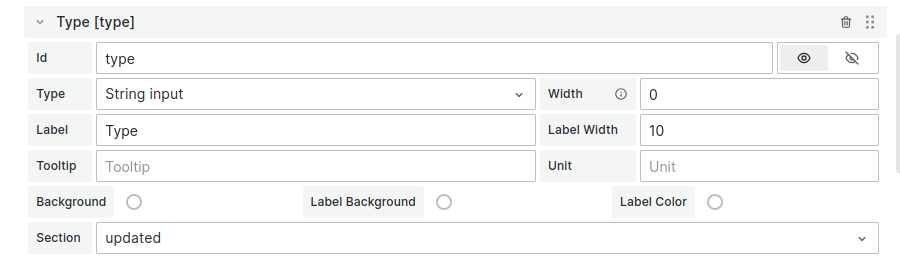 Type [type]
Id type
Type String input Width 0
Label Type Label Width 10
Tooltip Tooltip Unit Unit
Background Label Background Label Color
Section updated